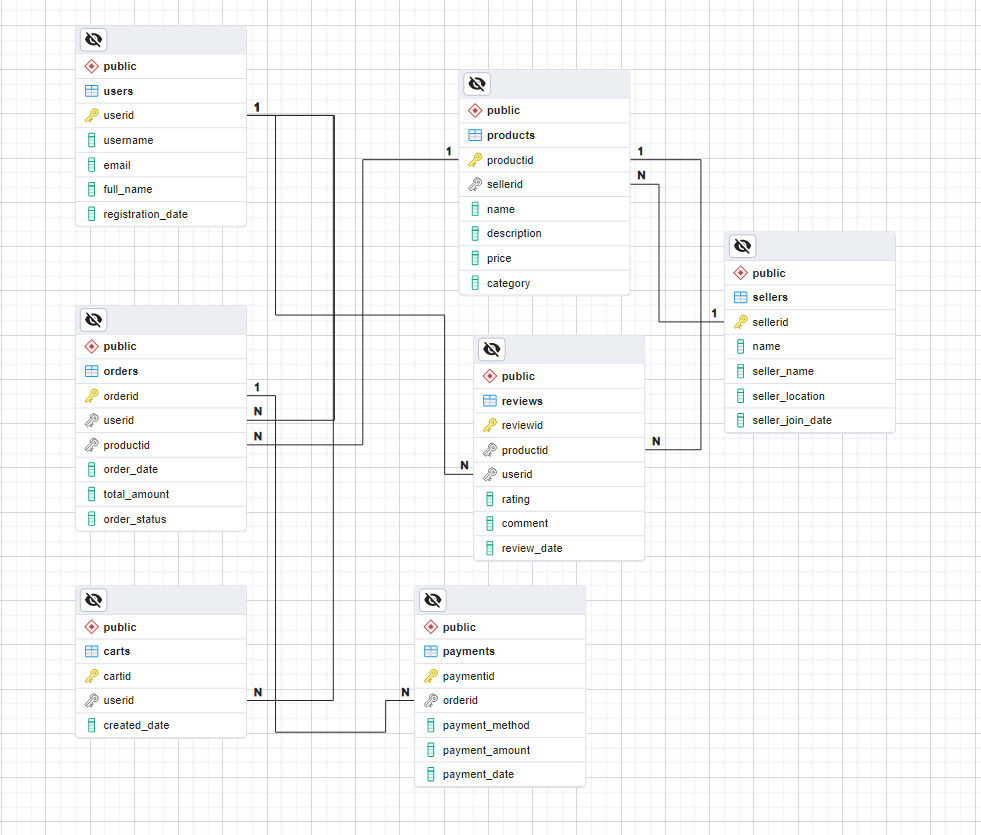 public
users
userid
username
email
full_name
registration_date
1
public
products
productid
sellerid
name
description
price
category
1
1
N
public
sellers
sellerid
name
seller_name
seller_location
seller_join_date
1
public
orders
orderid
userid
productid
order_date
total_amount
order_status
1
N
N
public
reviews
reviewid
productid
userid
rating
comment
review_date
N
N
public
carts
cartid
userid
created_date
N
public
payments
paymentid
orderid
payment_method
payment_amount
payment_date
N